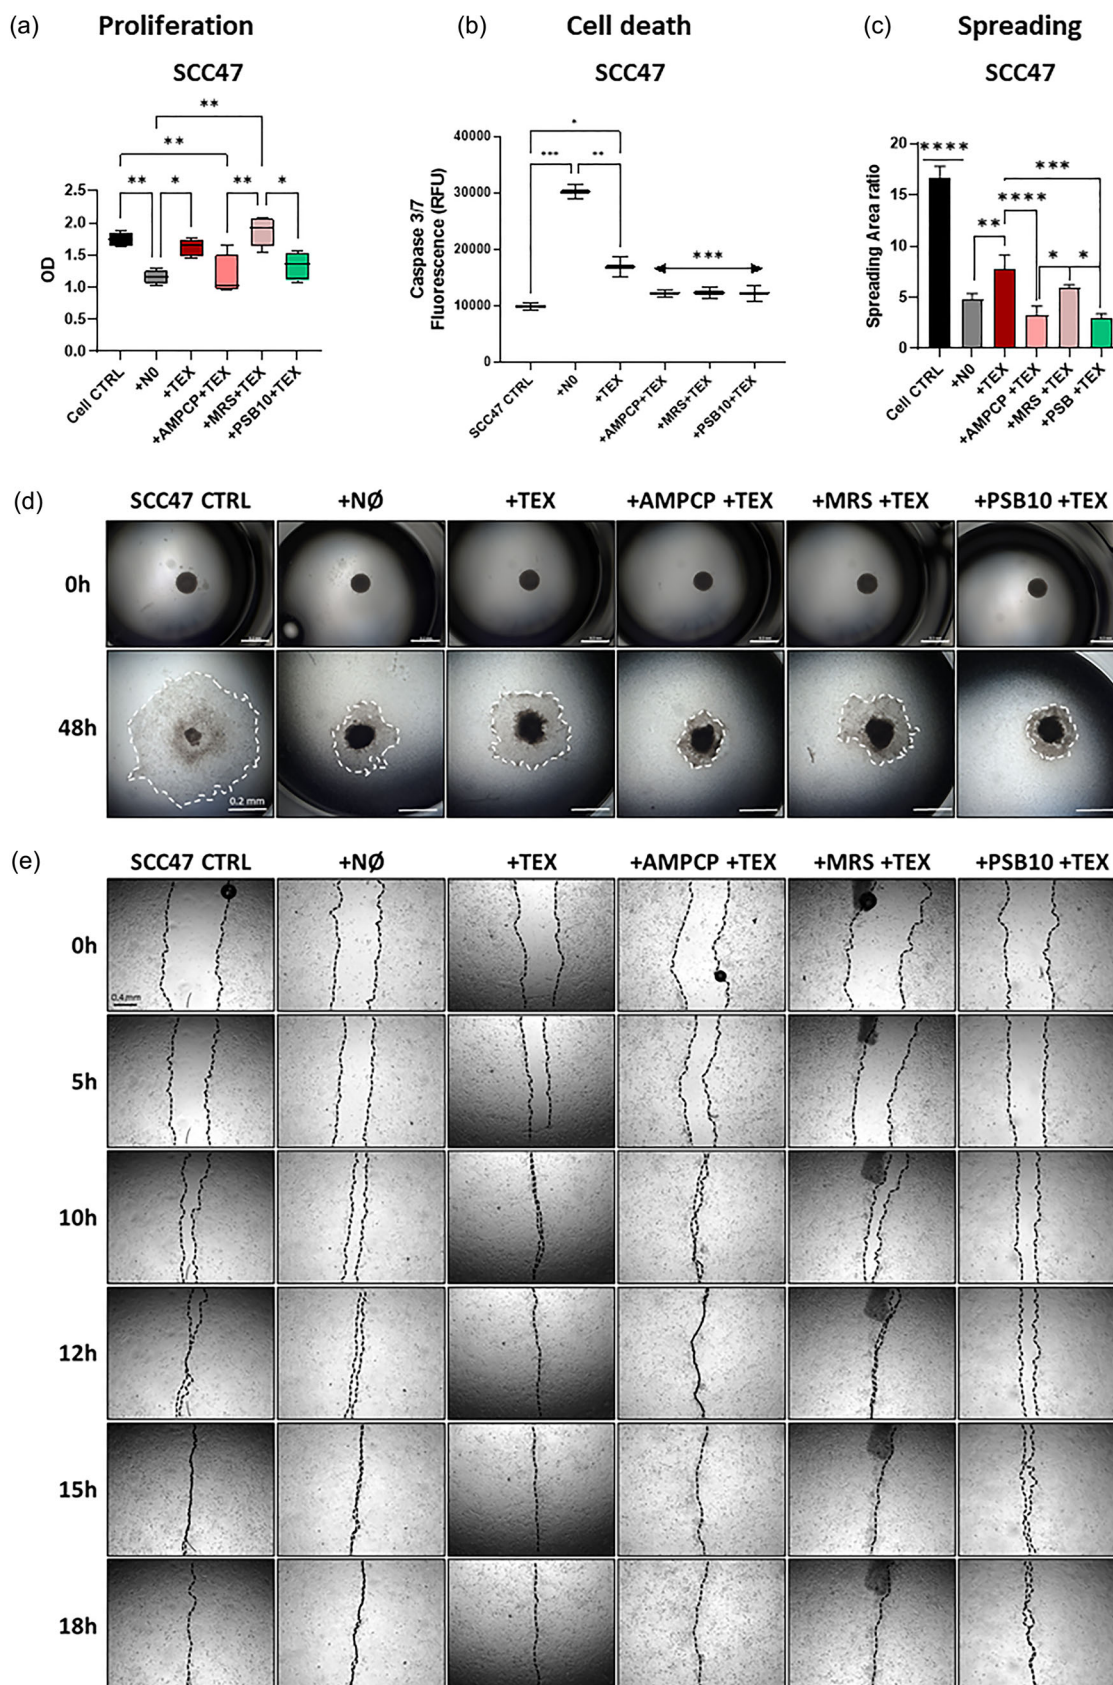 (a) Proliferation
SCC47
**
**
** * ** *
OD
2.5
2.0
1.5
1.0
0.5
0.0
Cell CTRL
+N0
+TEX
+AMPCP+TEX
+MRS+TEX
+PSB10+TEX
(b) Cell death
SCC47
*
*** **
***
Caspase 3/7
Fluorescence (RFU)
40000
30000
20000
10000
0
SCC47 CTRL
+N0
+TEX
+AMPCP+TEX
+MRS+TEX
+PSB10+TEX
(c) Spreading
SCC47
****
***
****
**
* *
Spreading Area ratio
20
15
10
5
0
Cell CTRL
+N0
+TEX
+AMPCP +TEX
+MRS +TEX
+PSB +TEX
(d) SCC47 CTRL +NØ +TEX +AMPCP +TEX +MRS +TEX +PSB10 +TEX
0h
48h
0.2 mm
(e) SCC47 CTRL +NØ +TEX +AMPCP +TEX +MRS +TEX +PSB10 +TEX
0h
0.4 mm
5h
10h
12h
15h
18h